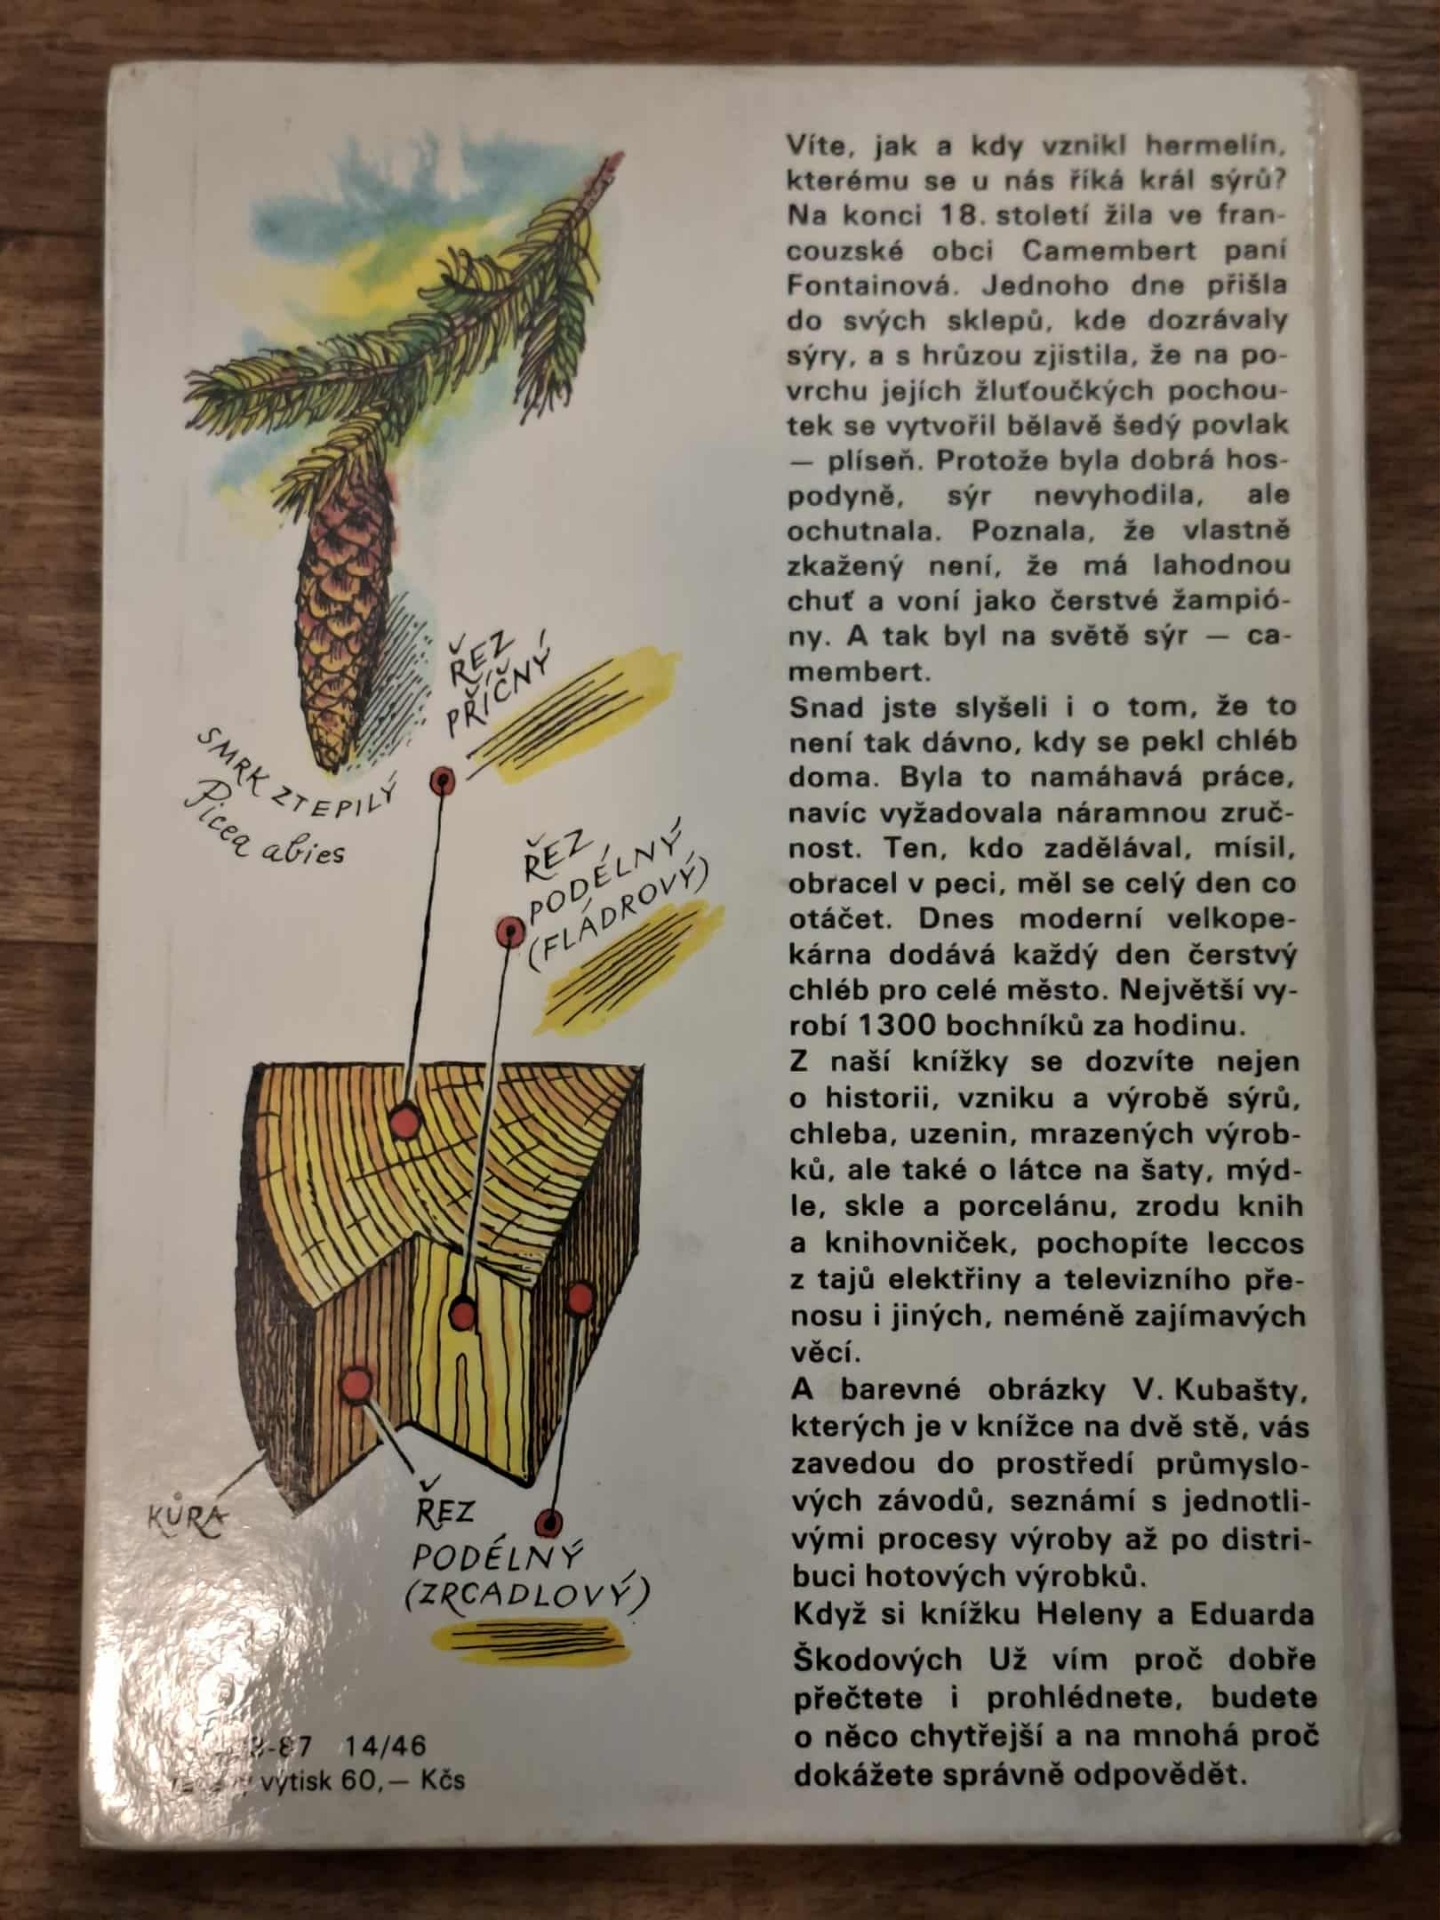 ŘEZ
PŘÍČNÝ
SMRK ZTEPILÝ
Picea abies
ŘEZ
PODÉLNÝ
(FLÁDROVÝ)
KŮRA
ŘEZ
PODÉLNÝ
(ZRCADLOVÝ)
-87 14/46
výtisk 60,— Kčs
Víte, jak a kdy vznikl hermelín,
kterému se u nás říká král sýrů?
Na konci 18. století žila ve fran-
couzské obci Camembert paní
Fontainová. Jednoho dne přišla
do svých sklepů, kde dozrávaly
sýry, a s hrůzou zjistila, že na po-
vrchu jejích žluťoučkých pochou-
tek se vytvořil bělavě šedý povlak
— plíseň. Protože byla dobrá hos-
podyně, sýr nevyhodila, ale
ochutnala. Poznala, že vlastně
zkažený není, že má lahodnou
chuť a voní jako čerstvé žampió-
ny. A tak byl na světě sýr — ca-
membert.
Snad jste slyšeli i o tom, že to
není tak dávno, kdy se pekl chléb
doma. Byla to namáhavá práce,
navíc vyžadovala náramnou zruč-
nost. Ten, kdo zadělával, mísil,
obracel v peci, měl se celý den co
otáčet. Dnes moderní velkope-
kárna dodává každý den čerstvý
chléb pro celé město. Největší vy-
robí 1300 bochníků za hodinu.
Z naší knížky se dozvíte nejen
o historii, vzniku a výrobě sýrů,
chleba, uzenin, mrazených výrob-
ků, ale také o látce na šaty, mýd-
le, skle a porcelánu, zrodu knih
a knihovniček, pochopíte leccos
z tajů elektřiny a televizního pře-
nosu i jiných, neméně zajímavých
věcí.
A barevné obrázky V. Kubašty,
kterých je v knížce na dvě stě, vás
zavedou do prostředí průmyslo-
vých závodů, seznámí s jednotli-
vými procesy výroby až po distri-
buci hotových výrobků.
Když si knížku Heleny a Eduarda
Škodových Už vím proč dobře
přečtete i prohlédnete, budete
o něco chytřejší a na mnohá proč
dokážete správně odpovědět.